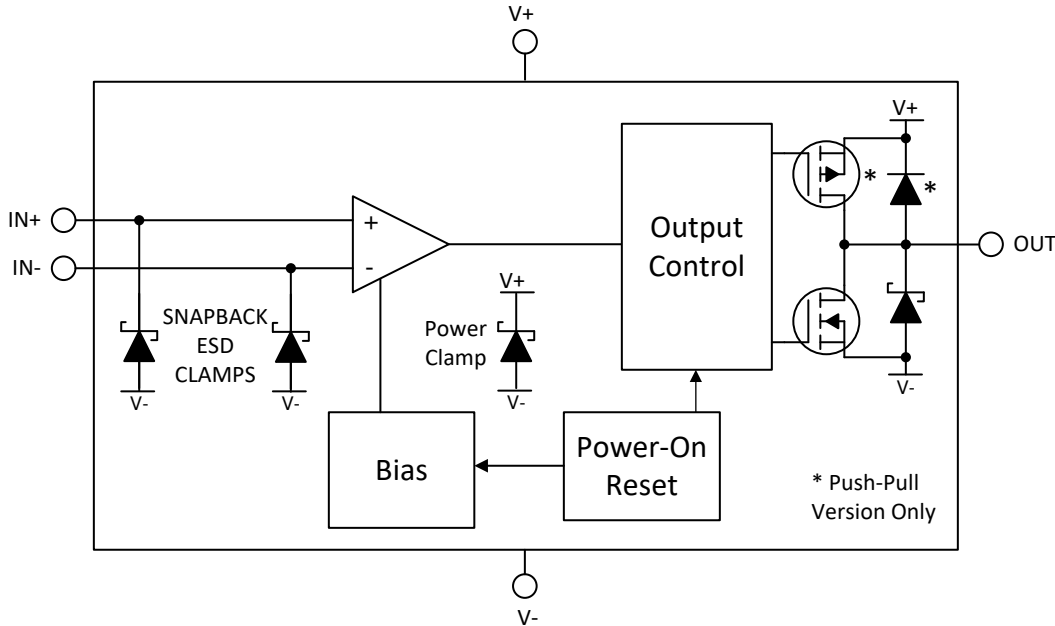 V+
V+
*
*
IN+
+
Output
Control
OUT
IN-
-
V+
SNAPBACK
ESD
CLAMPS
Power
Clamp
V-
V-
V-
V-
Bias
Power-On
Reset
* Push-Pull
Version Only
V-